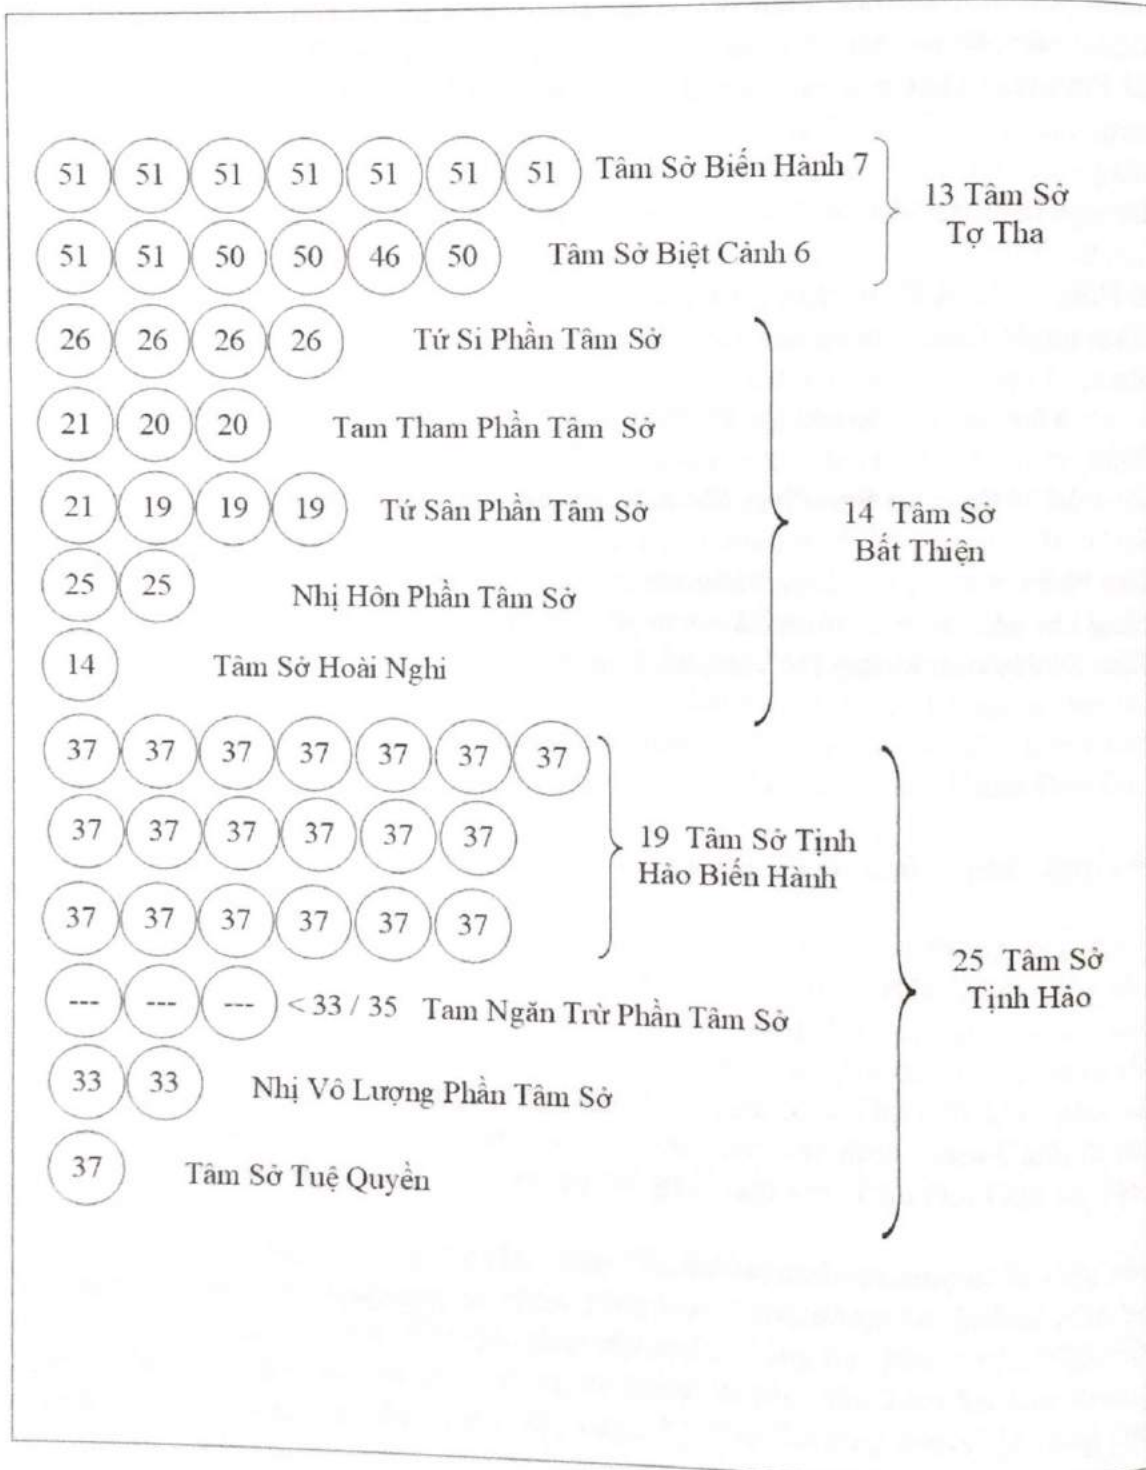 51 51 51 51 51 51 51 Tâm Sở Biến Hành 7
13 Tâm Sở
Tợ Tha
51 51 50 50 46 50 Tâm Sở Biệt Cảnh 6
26 26 26 26 Tứ Si Phần Tâm Sở
21 20 20 Tam Tham Phần Tâm Sở
21 19 19 19 Tứ Sân Phần Tâm Sở
14 Tâm Sở
Bất Thiện
25 25 Nhị Hôn Phần Tâm Sở
14 Tâm Sở Hoài Nghi
37 37 37 37 37 37 37
37 37 37 37 37 37
19 Tâm Sở Tịnh
Hảo Biến Hành
37 37 37 37 37 37
25 Tâm Sở
Tịnh Hảo
--- --- --- < 33 / 35 Tam Ngăn Trừ Phần Tâm Sở
33 33 Nhị Vô Lượng Phần Tâm Sở
37 Tâm Sở Tuệ Quyền